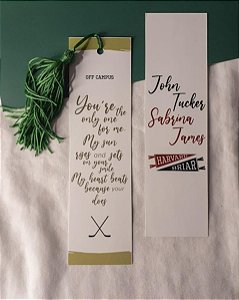 OFF CAMPUS
You're the
only one
for me.
My sun
rises and sets
on your
smile
My heart beats
because your
does
John
Tucker
Sabrina
James
HARVARD
BRIAR